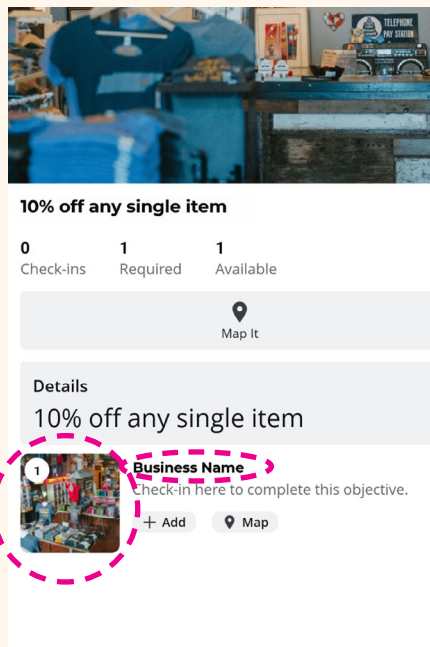 TELEPHONE
PAY STATION
10% off any single item
0 1 1
Check-ins Required Available
Map It
Details
10% off any single item
1
Business Name
Check-in here to complete this objective.
+ Add Map